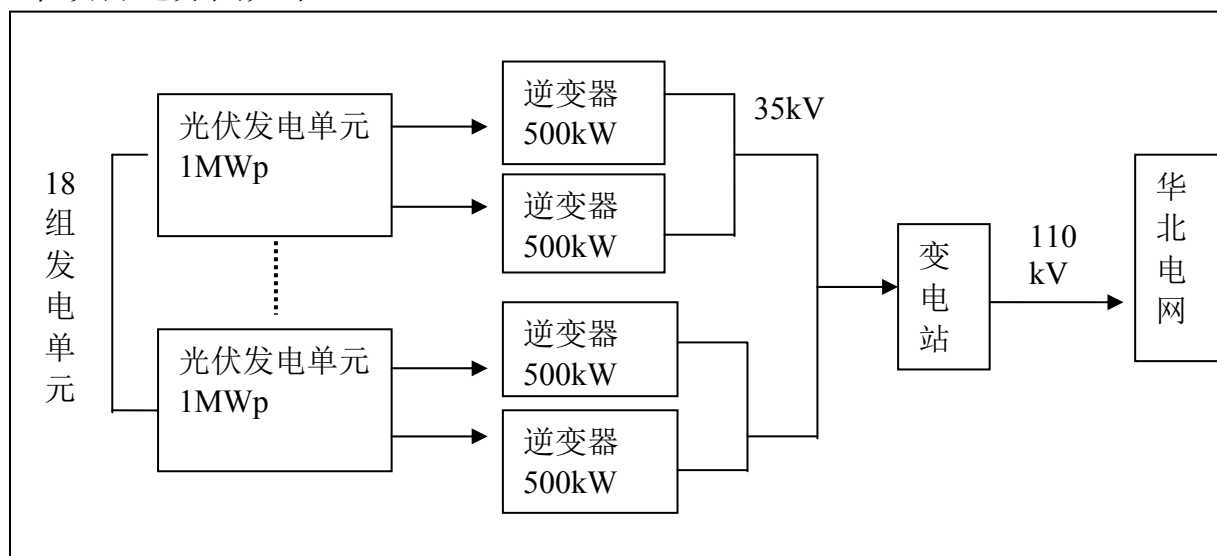 18
组
发
电
单
元
光伏发电单元
1MWp
逆变器
500kW
逆变器
500kW
35kV
光伏发电单元
1MWp
逆变器
500kW
逆变器
500kW
变
电
站
110
kV
华
北
电
网